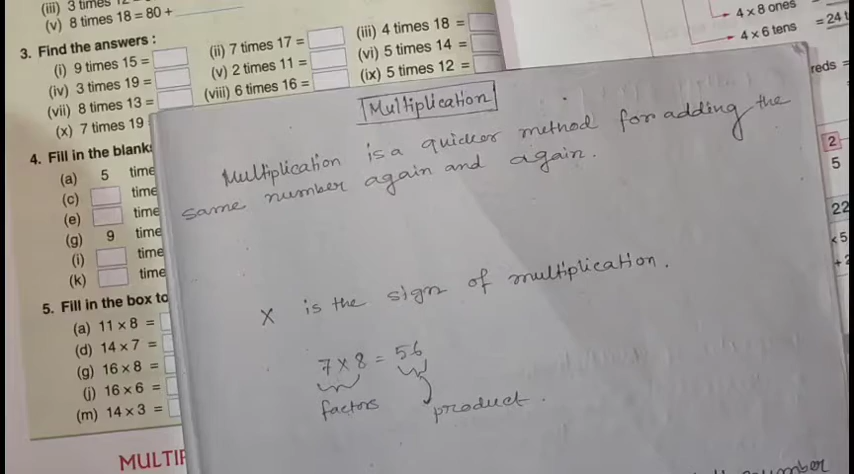 (iii) 3 times
(v) 8 times 18 = 80 +
3. Find the answers :
(i) 9 times 15 =
(ii) 7 times 17 =
(iii) 4 times 18 =
(iv) 3 times 19 =
(v) 2 times 11 =
(vi) 5 times 14 =
(vii) 8 times 13 =
(viii) 6 times 16 =
(ix) 5 times 12 =
(x) 7 times 19
4. Fill in the blank
(a) 5 time
(c) time
(e) time
(g) 9 time
(i) time
(k) time
5. Fill in the box to
(a) 11 × 8 =
(d) 14 × 7 =
(g) 16 × 8 =
(j) 16 × 6 =
(m) 14 × 3 =
MULTIP
4 × 8 ones
4 × 6 tens
= 24 t
reds =
2
5
22
× 5
+ 2
Multiplication
Multiplication is a quicker method for adding the
same number again and again.
X is the sign of multiplication.
7 X 8 = 56
factors product.
number